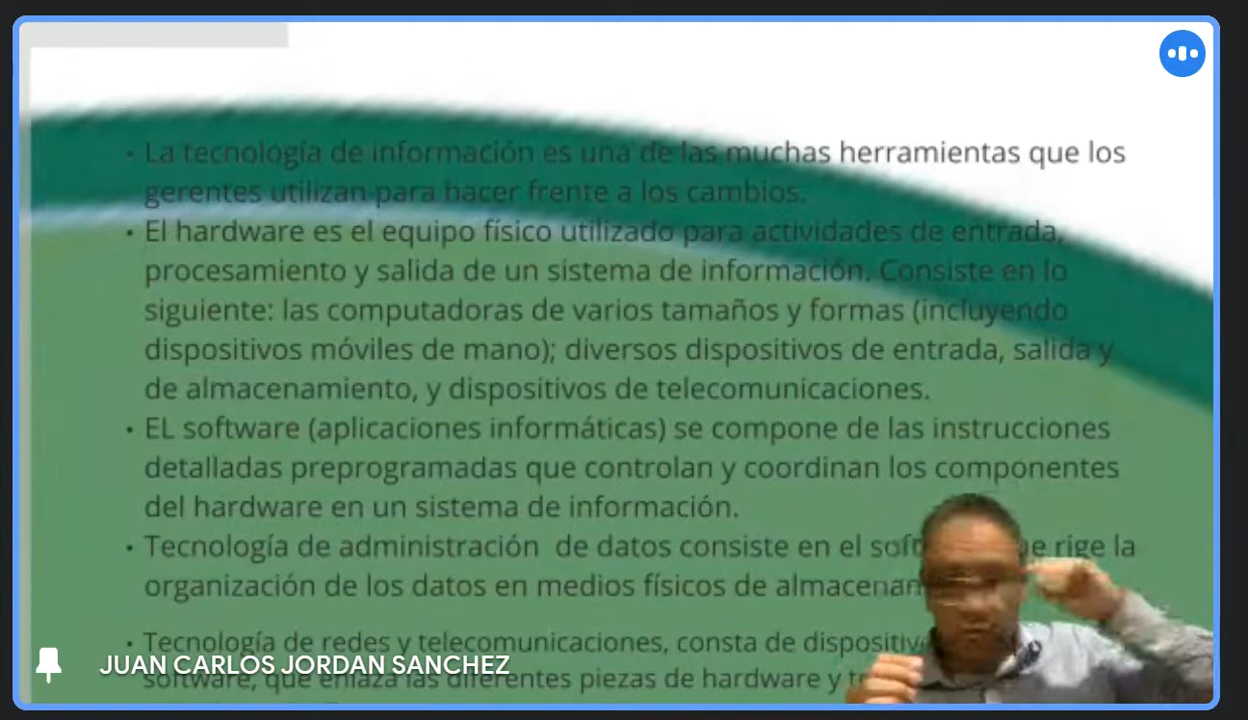 • La tecnología de información es una de las muchas herramientas que los
gerentes utilizan para hacer frente a los cambios.
• El hardware es el equipo físico utilizado para actividades de entrada,
procesamiento y salida de un sistema de información. Consiste en lo
siguiente: las computadoras de varios tamaños y formas (incluyendo
dispositivos móviles de mano); diversos dispositivos de entrada, salida y
de almacenamiento, y dispositivos de telecomunicaciones.
• EL software (aplicaciones informáticas) se compone de las instrucciones
detalladas preprogramadas que controlan y coordinan los componentes
del hardware en un sistema de información.
• Tecnología de administración de datos consiste en el rige la
organización de los datos en medios físicos de
• Tecnología de redes y telecomunicaciones, consta de
software, que enlaza las diferentes piezas de hardware y
JUAN CARLOS JORDAN SANCHEZ